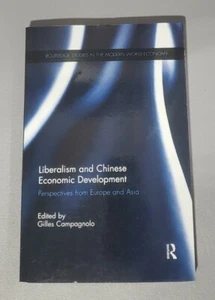 ROUTLEDGE STUDIES IN THE MODERN WORLD ECONOMY
Liberalism and Chinese
Economic Development
Perspectives from Europe and Asia
Edited by
Gilles Campagnolo
R